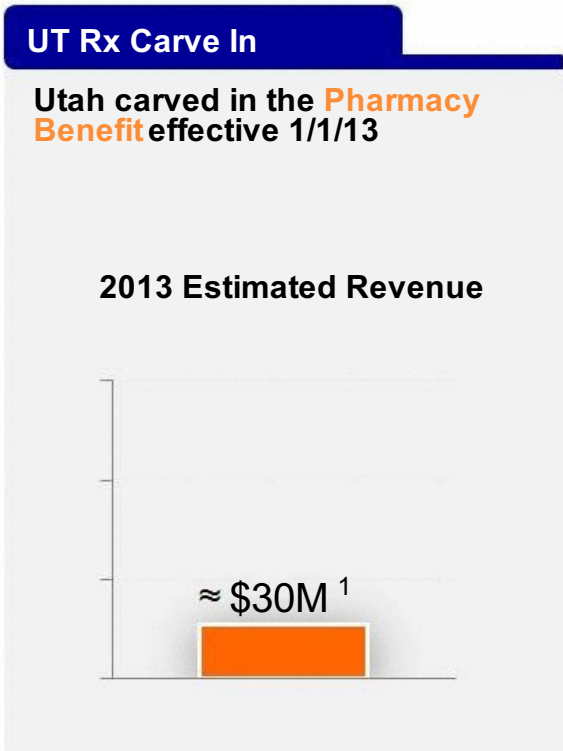 UT Rx Carve In
Utah carved in the Pharmacy
Benefit effective 1/1/13
2013 Estimated Revenue
≈ $30M ¹